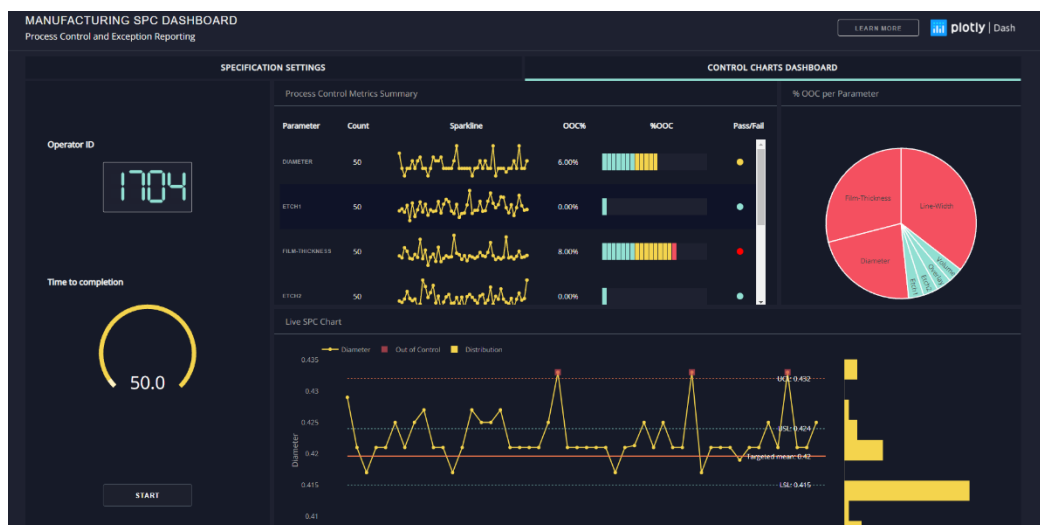 MANUFACTURING SPC DASHBOARD
Process Control and Exception Reporting
LEARN MORE
plotly | Dash
SPECIFICATION SETTINGS
CONTROL CHARTS DASHBOARD
Operator ID
1704
Time to completion
50.0
START
Process Control Metrics Summary
Parameter Count Sparkline OOC% %OOC Pass/Fail
DIAMETER 50 6.00%
ETCH1 50 0.00%
FILM-THICKNESS 50 8.00%
ETCH2 50 0.00%
% OOC per Parameter
Film-Thickness
Line-Width
Diameter
Etch1
Etch2
Overlay
Volume
Live SPC Chart
Diameter Out of Control Distribution
0.435
0.43
0.425
0.42
0.415
0.41
Diameter
UCL: 0.432
USL: 0.424
Targeted mean: 0.42
LSL: 0.415